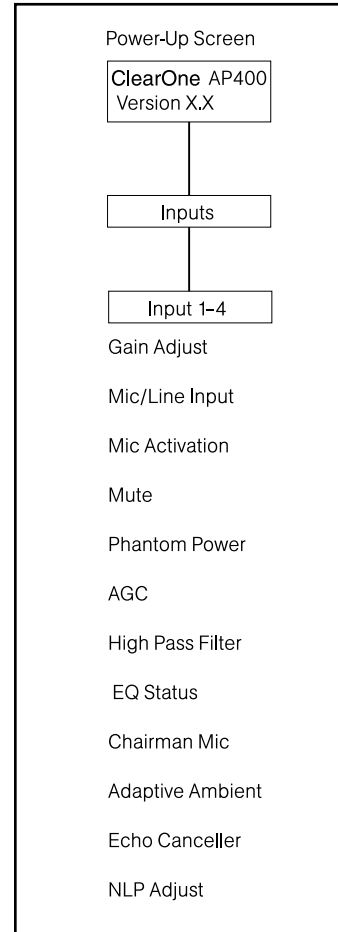 Power-Up Screen
ClearOne AP400
Version X.X
Inputs
Input 1–4
Gain Adjust
Mic/Line Input
Mic Activation
Mute
Phantom Power
AGC
High Pass Filter
EQ Status
Chairman Mic
Adaptive Ambient
Echo Canceller
NLP Adjust